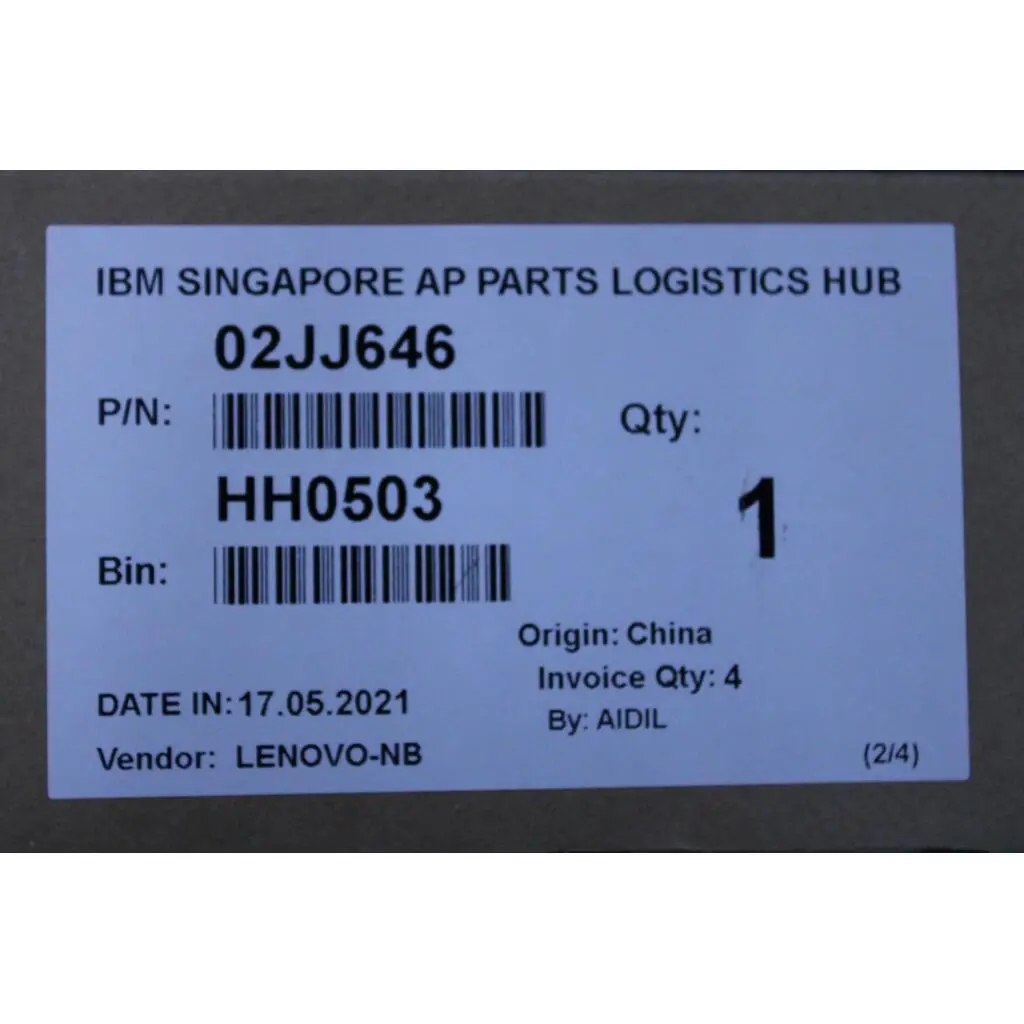 IBM SINGAPORE AP PARTS LOGISTICS HUB
02JJ646
P/N:
Qty:
HH0503
1
Bin:
Origin: China
Invoice Qty: 4
DATE IN: 17.05.2021
By: AIDIL
Vendor: LENOVO-NB
(2/4)